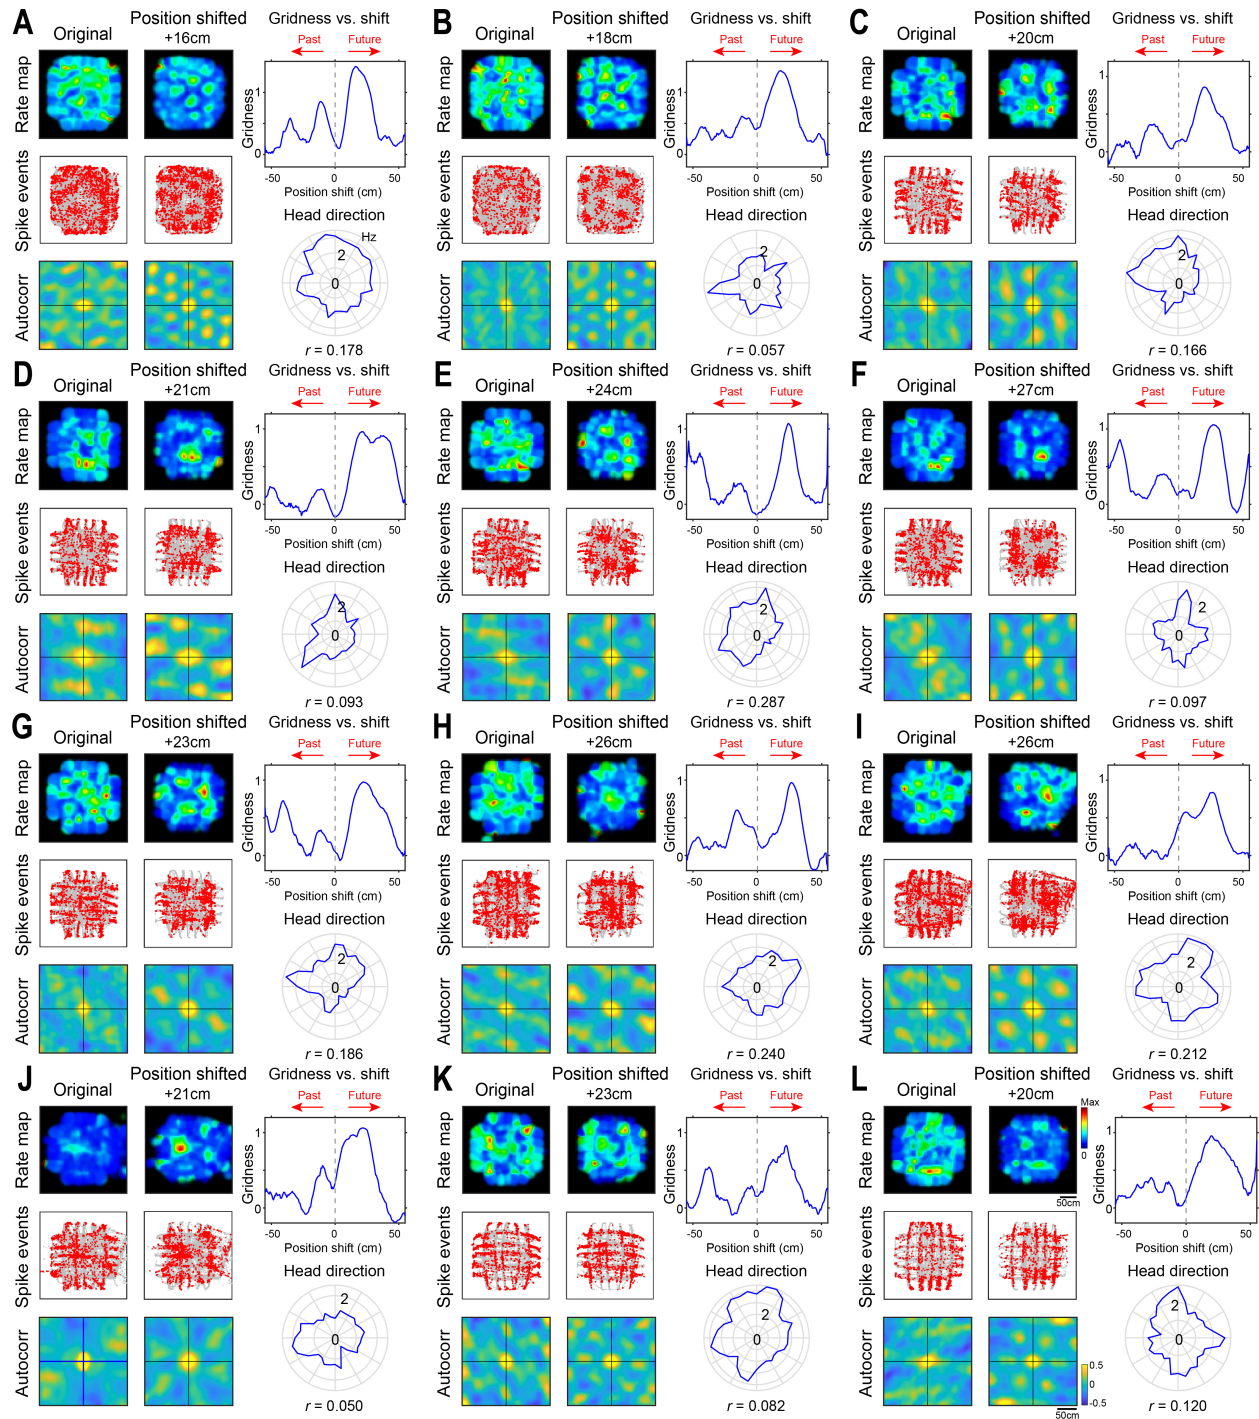 A
Original
Position shifted
+16cm
Gridness vs. shift
Past
Future
Rate map
Gridness
1
0
-50
0
50
Position shift (cm)
Spike events
Head direction
Hz
2
0
Autocorr
r = 0.178
B
Original
Position shifted
+18cm
Gridness vs. shift
Past
Future
Rate map
Gridness
1
0
-50
0
50
Position shift (cm)
Spike events
Head direction
2
0
Autocorr
r = 0.057
C
Original
Position shifted
+20cm
Gridness vs. shift
Past
Future
Rate map
Gridness
1
0
-50
0
50
Position shift (cm)
Spike events
Head direction
2
0
Autocorr
r = 0.166
D
Original
Position shifted
+21cm
Gridness vs. shift
Past
Future
Rate map
Gridness
1
0
-50
0
50
Position shift (cm)
Spike events
Head direction
2
0
Autocorr
r = 0.093
E
Original
Position shifted
+24cm
Gridness vs. shift
Past
Future
Rate map
Gridness
1
0
-50
0
50
Position shift (cm)
Spike events
Head direction
2
0
Autocorr
r = 0.287
F
Original
Position shifted
+27cm
Gridness vs. shift
Past
Future
Rate map
Gridness
1
0
-50
0
50
Position shift (cm)
Spike events
Head direction
2
0
Autocorr
r = 0.097
G
Original
Position shifted
+23cm
Gridness vs. shift
Past
Future
Rate map
Gridness
1
0
-50
0
50
Position shift (cm)
Spike events
Head direction
2
0
Autocorr
r = 0.186
H
Original
Position shifted
+26cm
Gridness vs. shift
Past
Future
Rate map
Gridness
1
0
-50
0
50
Position shift (cm)
Spike events
Head direction
2
0
Autocorr
r = 0.240
I
Original
Position shifted
+26cm
Gridness vs. shift
Past
Future
Rate map
Gridness
1
0
-50
0
50
Position shift (cm)
Spike events
Head direction
2
0
Autocorr
r = 0.212
J
Original
Position shifted
+21cm
Gridness vs. shift
Past
Future
Rate map
Gridness
1
0
-50
0
50
Position shift (cm)
Spike events
Head direction
2
0
Autocorr
r = 0.050
K
Original
Position shifted
+23cm
Gridness vs. shift
Past
Future
Rate map
Gridness
1
0
-50
0
50
Position shift (cm)
Spike events
Head direction
2
0
Autocorr
r = 0.082
L
Original
Position shifted
+20cm
Gridness vs. shift
Past
Future
Rate map
Max
0
50cm
Gridness
1
0
-50
0
50
Position shift (cm)
Spike events
Head direction
2
0
Autocorr
0.5
0
-0.5
50cm
r = 0.120